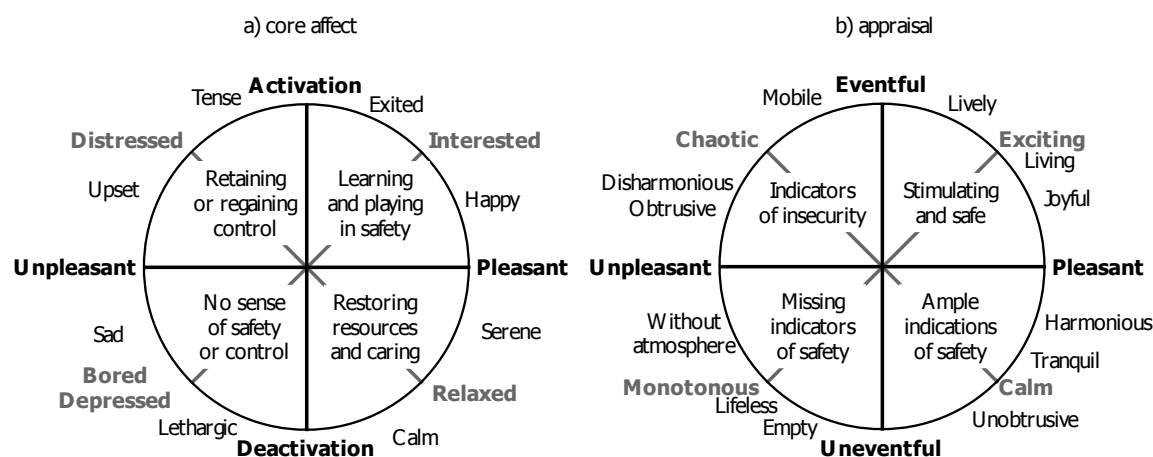 a) core affect
Activation
Tense
Exited
Distressed
Interested
Upset
Retaining
or regaining
control
Learning
and playing
in safety
Happy
Unpleasant
Pleasant
Sad
No sense
of safety
or control
Restoring
resources
and caring
Serene
Bored
Depressed
Relaxed
Lethargic
Calm
Deactivation
b) appraisal
Eventful
Mobile
Lively
Chaotic
Exciting
Living
Disharmonious
Obtrusive
Indicators
of insecurity
Stimulating
and safe
Joyful
Unpleasant
Pleasant
Without
atmosphere
Missing
indicators
of safety
Ample
indications
of safety
Harmonious
Tranquil
Monotonous
Calm
Lifeless
Empty
Unobtrusive
Uneventful